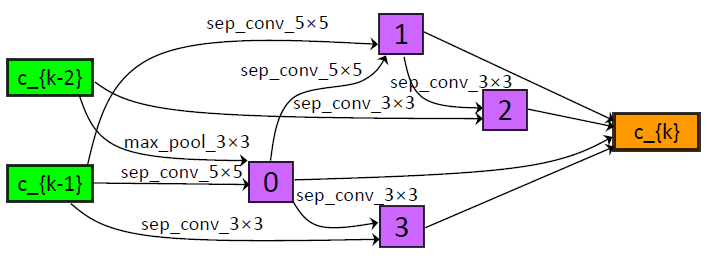 sep_conv_5×5
1
sep_conv_5×5
c_{k-2}
sep_conv_3×3
sep_conv_3×3
2
c_{k}
max_pool_3×3
sep_conv_5×5
c_{k-1}
0
sep_conv_3×3
sep_conv_3×3
3